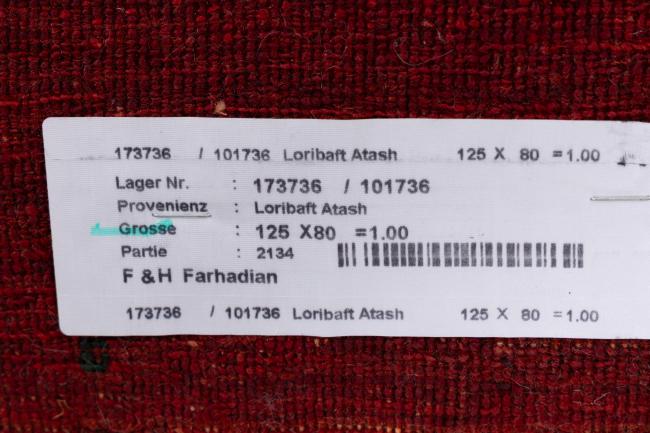 173736 / 101736 Loribaft Atash 125 X 80 =1.00
Lager Nr. : 173736 / 101736
Provenienz : Loribaft Atash
Grosse : 125 X80 =1.00
Partie : 2134
F &H Farhadian
173736 / 101736 Loribaft Atash 125 X 80 =1.00